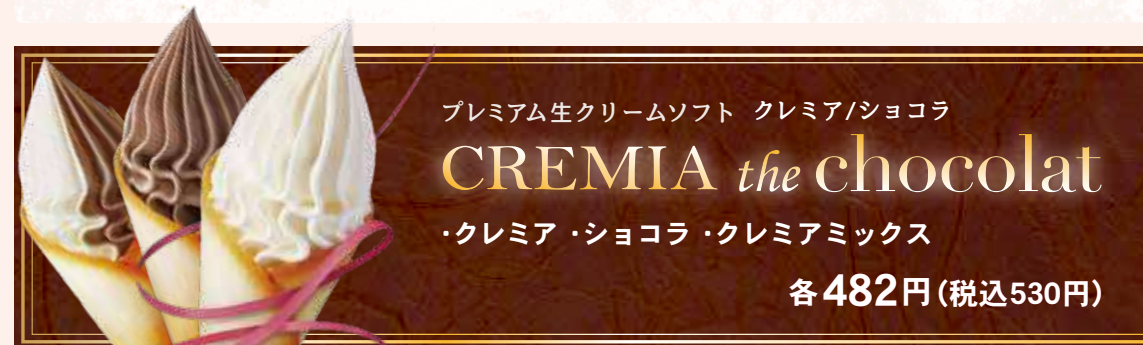 プレミアム生クリームソフト クレミア/ショコラ
CREMIA the chocolat
・クレミア ・ショコラ ・クレミアミックス
各482円(税込530円)